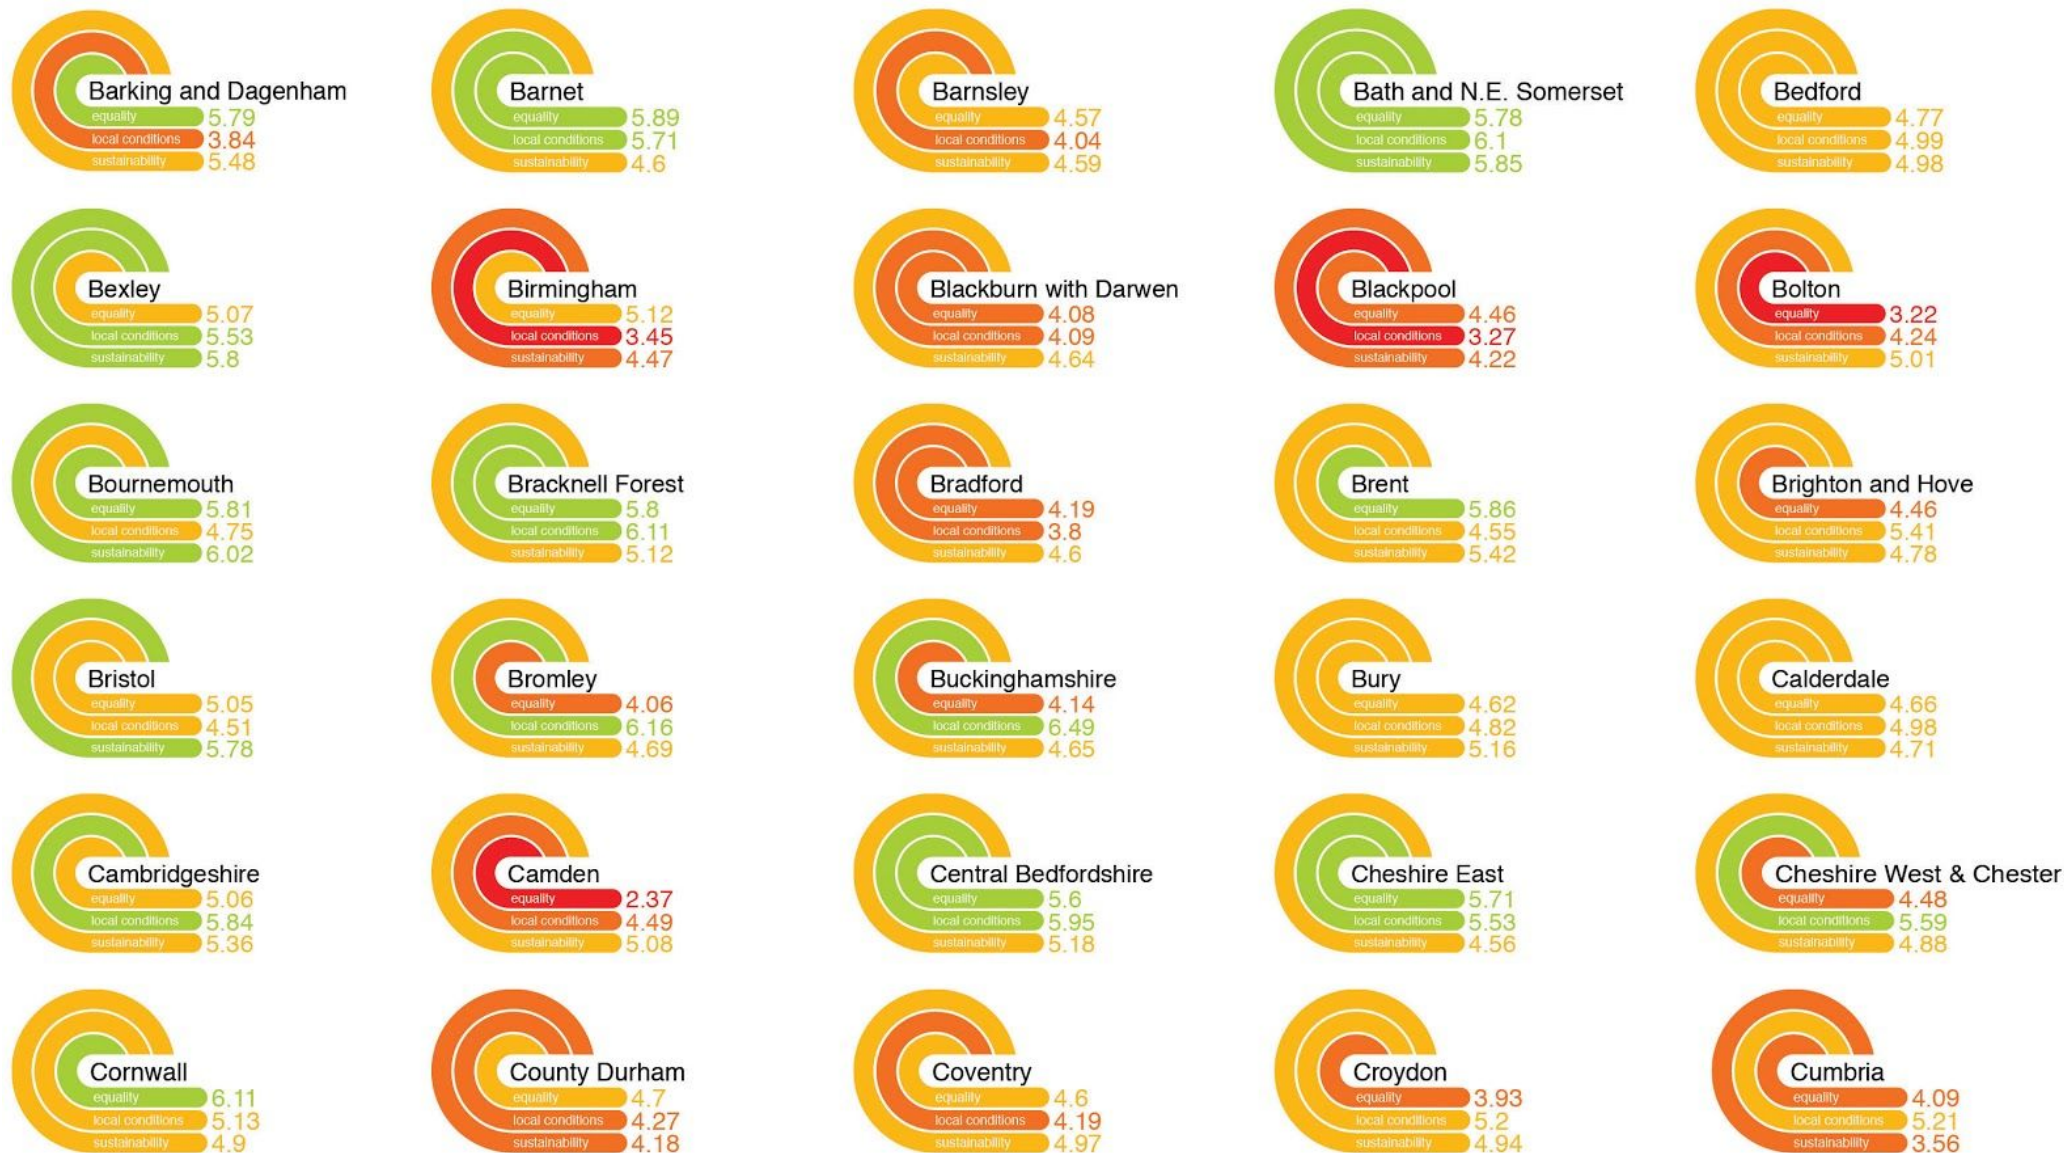 Barking and Dagenham
equality 5.79
local conditions 3.84
sustainability 5.48
Barnet
equality 5.89
local conditions 5.71
sustainability 4.6
Barnsley
equality 4.57
local conditions 4.04
sustainability 4.59
Bath and N.E. Somerset
equality 5.78
local conditions 6.1
sustainability 5.85
Bedford
equality 4.77
local conditions 4.99
sustainability 4.98
Bexley
equality 5.07
local conditions 5.53
sustainability 5.8
Birmingham
equality 5.12
local conditions 3.45
sustainability 4.47
Blackburn with Darwen
equality 4.08
local conditions 4.09
sustainability 4.64
Blackpool
equality 4.46
local conditions 3.27
sustainability 4.22
Bolton
equality 3.22
local conditions 4.24
sustainability 5.01
Bournemouth
equality 5.81
local conditions 4.75
sustainability 6.02
Bracknell Forest
equality 5.8
local conditions 6.11
sustainability 5.12
Bradford
equality 4.19
local conditions 3.8
sustainability 4.6
Brent
equality 5.86
local conditions 4.55
sustainability 5.42
Brighton and Hove
equality 4.46
local conditions 5.41
sustainability 4.78
Bristol
equality 5.05
local conditions 4.51
sustainability 5.78
Bromley
equality 4.06
local conditions 6.16
sustainability 4.69
Buckinghamshire
equality 4.14
local conditions 6.49
sustainability 4.65
Bury
equality 4.62
local conditions 4.82
sustainability 5.16
Calderdale
equality 4.66
local conditions 4.98
sustainability 4.71
Cambridgeshire
equality 5.06
local conditions 5.84
sustainability 5.36
Camden
equality 2.37
local conditions 4.49
sustainability 5.08
Central Bedfordshire
equality 5.6
local conditions 5.95
sustainability 5.18
Cheshire East
equality 5.71
local conditions 5.53
sustainability 4.56
Cheshire West & Chester
equality 4.48
local conditions 5.59
sustainability 4.88
Cornwall
equality 6.11
local conditions 5.13
sustainability 4.9
County Durham
equality 4.7
local conditions 4.27
sustainability 4.18
Coventry
equality 4.6
local conditions 4.19
sustainability 4.97
Croydon
equality 3.93
local conditions 5.2
sustainability 4.94
Cumbria
equality 4.09
local conditions 5.21
sustainability 3.56